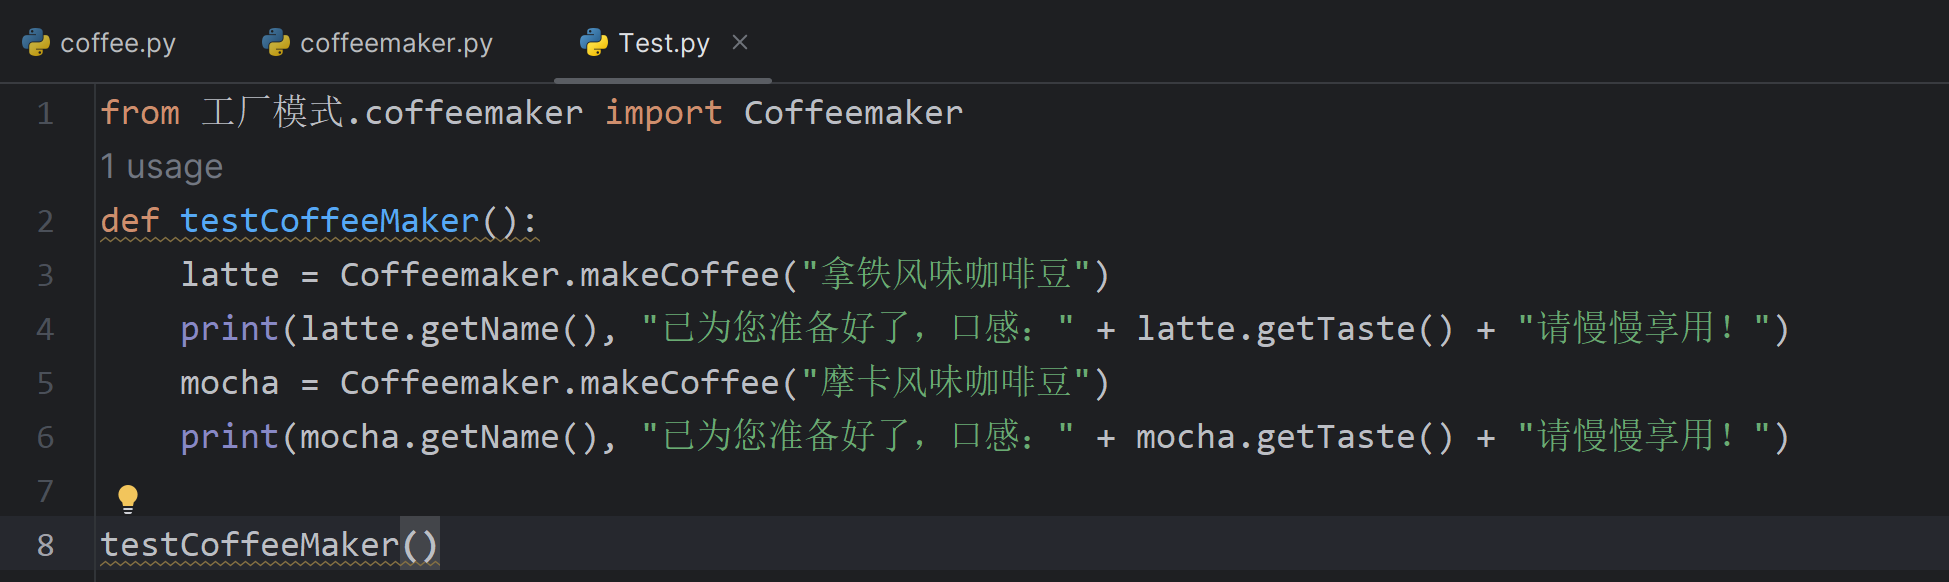 coffee.py coffeemaker.py Test.py
1 from 工厂模式.coffeemaker import Coffeemaker
1 usage
2 def testCoffeeMaker():
3 latte = Coffeemaker.makeCoffee("拿铁风味咖啡豆")
4 print(latte.getName(), "已为您准备好了，口感：" + latte.getTaste() + "请慢慢享用！")
5 mocha = Coffeemaker.makeCoffee("摩卡风味咖啡豆")
6 print(mocha.getName(), "已为您准备好了，口感：" + mocha.getTaste() + "请慢慢享用！")
7
8 testCoffeeMaker()